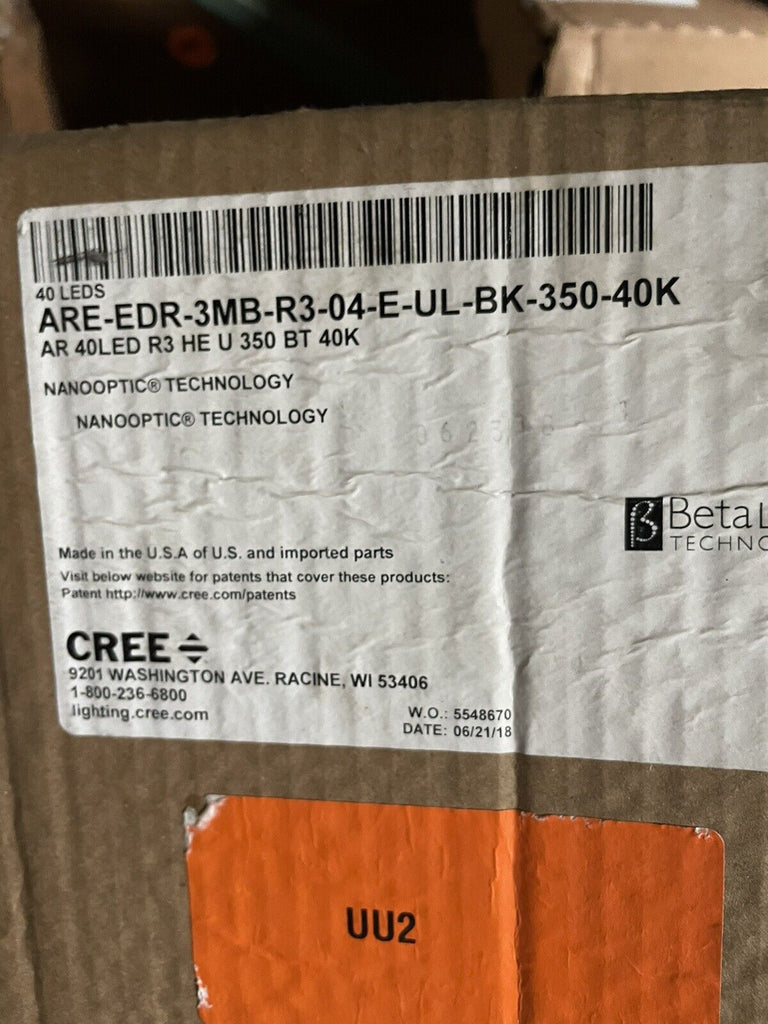 40 LEDS
ARE-EDR-3MB-R3-04-E-UL-BK-350-40K
AR 40LED R3 HE U 350 BT 40K
NANOOPTIC® TECHNOLOGY
NANOOPTIC® TECHNOLOGY
Beta L
TECHNO
Made in the U.S.A of U.S. and imported parts
Visit below website for patents that cover these products:
Patent http://www.cree.com/patents
CREE
9201 WASHINGTON AVE. RACINE, WI 53406
1-800-236-6800
lighting.cree.com
W.O.: 5548670
DATE: 06/21/18
UU2